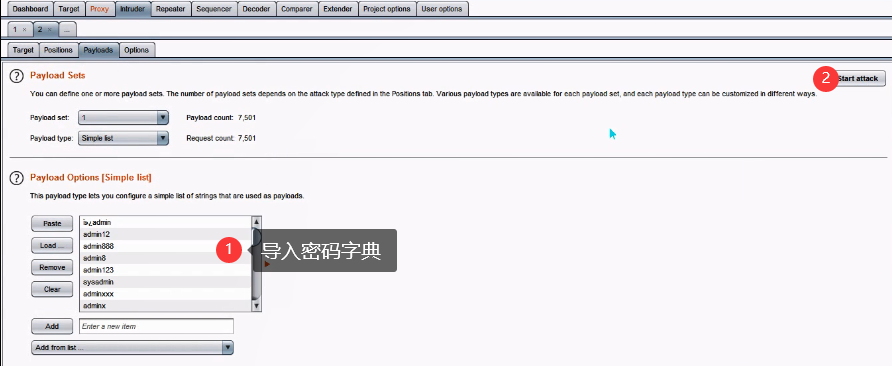 Dashboard Target Proxy Intruder Repeater Sequencer Decoder Comparer Extender Project options User options
1 × 2 × ...
Target Positions Payloads Options
? Payload Sets
2 Start attack
You can define one or more payload sets. The number of payload sets depends on the attack type defined in the Positions tab. Various payload types are available for each payload set, and each payload type can be customized in different ways.
Payload set: 1 Payload count: 7,501
Payload type: Simple list Request count: 7,501
? Payload Options [Simple list]
This payload type lets you configure a simple list of strings that are used as payloads.
Paste
Load ...
Remove
Clear
ï»¿admin
admin12
admin888
admin8
admin123
sysadmin
adminxxx
adminx
1 导入密码字典
Add Enter a new item
Add from list ...